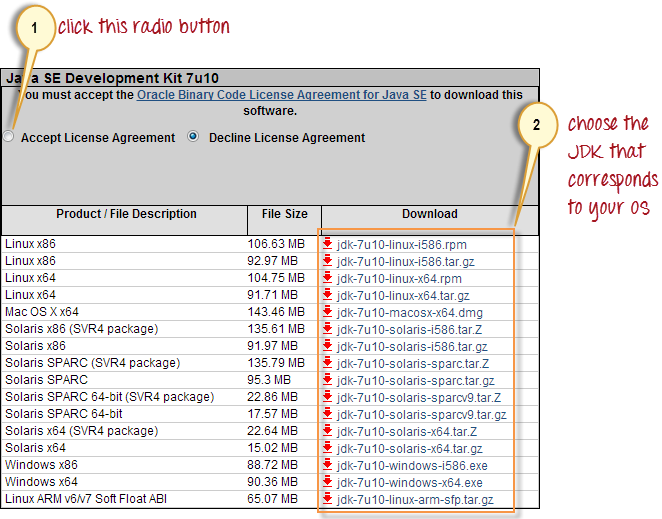 1 click this radio button
Java SE Development Kit 7u10
You must accept the Oracle Binary Code License Agreement for Java SE to download this
software.
Accept License Agreement Decline License Agreement
2 choose the
JDK that
corresponds
to your OS
Product / File Description File Size Download
Linux x86 106.63 MB jdk-7u10-linux-i586.rpm
Linux x86 92.97 MB jdk-7u10-linux-i586.tar.gz
Linux x64 104.75 MB jdk-7u10-linux-x64.rpm
Linux x64 91.71 MB jdk-7u10-linux-x64.tar.gz
Mac OS X x64 143.46 MB jdk-7u10-macosx-x64.dmg
Solaris x86 (SVR4 package) 135.61 MB jdk-7u10-solaris-i586.tar.Z
Solaris x86 91.97 MB jdk-7u10-solaris-i586.tar.gz
Solaris SPARC (SVR4 package) 135.79 MB jdk-7u10-solaris-sparc.tar.Z
Solaris SPARC 95.3 MB jdk-7u10-solaris-sparc.tar.gz
Solaris SPARC 64-bit (SVR4 package) 22.86 MB jdk-7u10-solaris-sparcv9.tar.Z
Solaris SPARC 64-bit 17.57 MB jdk-7u10-solaris-sparcv9.tar.gz
Solaris x64 (SVR4 package) 22.64 MB jdk-7u10-solaris-x64.tar.Z
Solaris x64 15.02 MB jdk-7u10-solaris-x64.tar.gz
Windows x86 88.72 MB jdk-7u10-windows-i586.exe
Windows x64 90.36 MB jdk-7u10-windows-x64.exe
Linux ARM v6/v7 Soft Float ABI 65.07 MB jdk-7u10-linux-arm-sfp.tar.gz